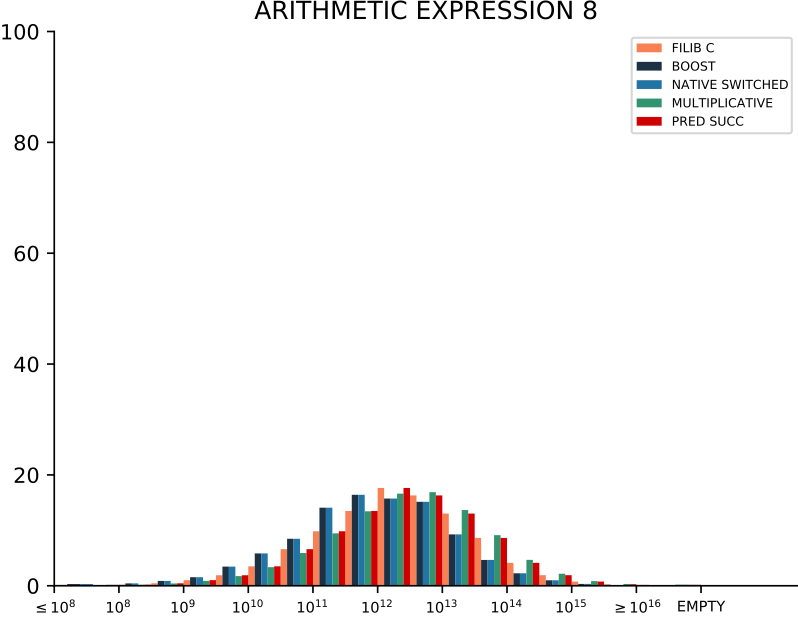 ARITHMETIC EXPRESSION 8
100
80
60
40
20
0
FILIB C
BOOST
NATIVE SWITCHED
MULTIPLICATIVE
PRED SUCC
≤10⁸ 10⁸ 10⁹ 10¹⁰ 10¹¹ 10¹² 10¹³ 10¹⁴ 10¹⁵ ≥10¹⁶ EMPTY